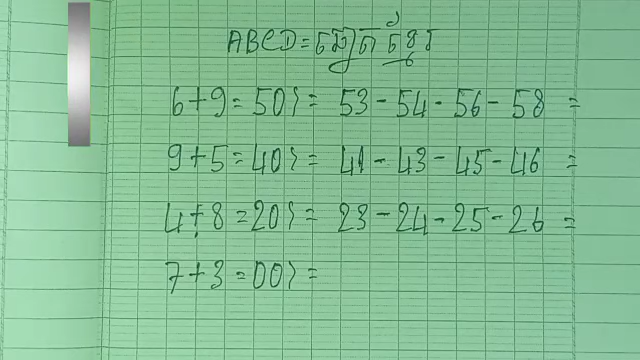 ABCD=
6+9=50}= 53-54-56-58 =
9+5=40}= 41-43-45-46 =
4+8=20}= 23-24-25-26 =
7+3=00}=